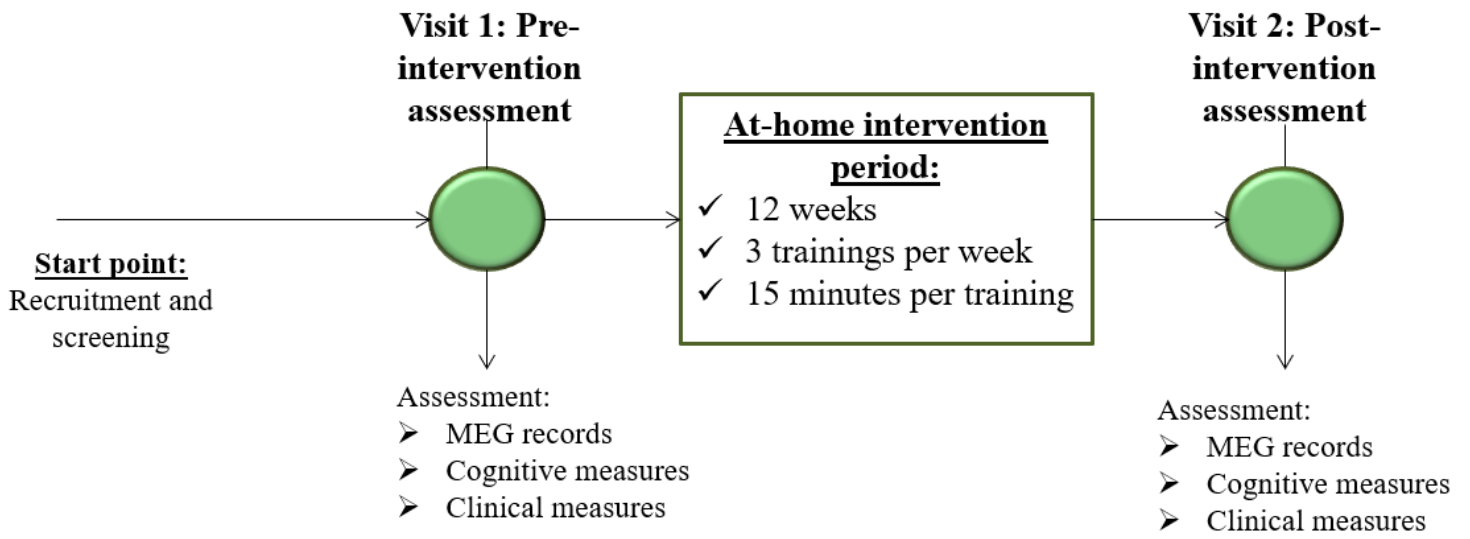 Visit 1: Pre-
intervention
assessment
Visit 2: Post-
intervention
assessment
At-home intervention
period:
✓ 12 weeks
✓ 3 trainings per week
✓ 15 minutes per training
Start point:
Recruitment and
screening
Assessment:
➢ MEG records
➢ Cognitive measures
➢ Clinical measures
Assessment:
➢ MEG records
➢ Cognitive measures
➢ Clinical measures